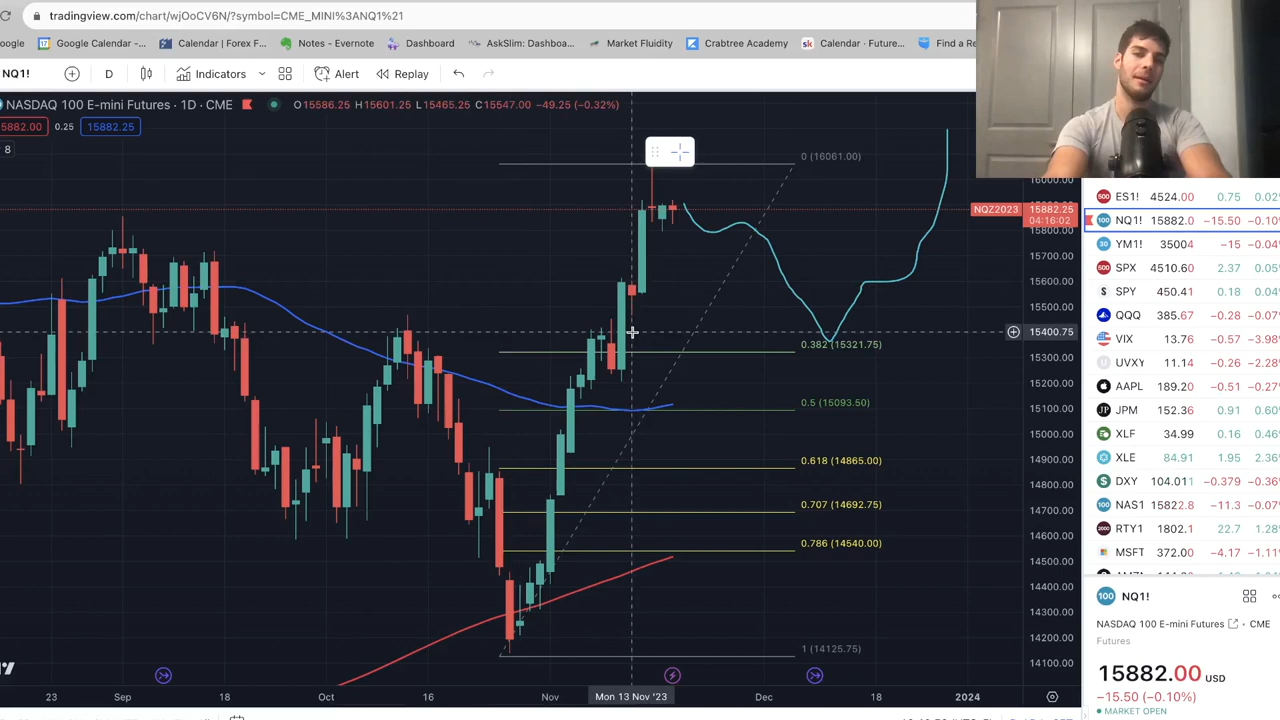 tradingview.com/chart/wjOoCV6N/?symbol=CME_MINI%3ANQ1%21
oogle Google Calendar -... Calendar | Forex F... Notes - Evernote Dashboard AskSlim: Dashboa... Market Fluidity Crabtree Academy Calendar · Future... Find a Re
NQ1! D Indicators Alert Replay
NASDAQ 100 E-mini Futures · 1D · CME O15586.25 H15601.25 L15465.25 C15547.00 -49.25 (-0.32%)
5882.00 0.25 15882.25
8
0 (16061.00)
0.382 (15321.75)
0.5 (15093.50)
0.618 (14865.00)
0.707 (14692.75)
0.786 (14540.00)
1 (14125.75)
16000.00
NQZ2023 15882.25
04:16:02
15800.00
15700.00
15600.00
15500.00
15400.75
15300.00
15200.00
15100.00
15000.00
14900.00
14800.00
14700.00
14600.00
14500.00
14400.00
14300.00
14200.00
14100.00
23 Sep 18 Oct 16 Nov Mon 13 Nov '23 Dec 18 2024
ES1! 4524.00 0.75 0.02
NQ1! 15882.0 -15.50 -0.10
YM1! 35004 -15 -0.04
SPX 4510.60 2.37 0.05
SPY 450.41 0.18 0.04
QQQ 385.67 -0.28 -0.07
VIX 13.76 -0.57 -3.98
UVXY 11.14 -0.26 -2.28
AAPL 189.20 -0.51 -0.27
JPM 152.36 0.91 0.60
XLF 34.99 0.16 0.46
XLE 84.91 1.95 2.36
DXY 104.011 -0.379 -0.36
NAS1 15822.8 -11.3 -0.07
RTY1 1802.1 22.7 1.28
MSFT 372.00 -4.17 -1.11
NQ1!
NASDAQ 100 E-mini Futures CME
Futures
15882.00 USD
-15.50 (-0.10%)
MARKET OPEN